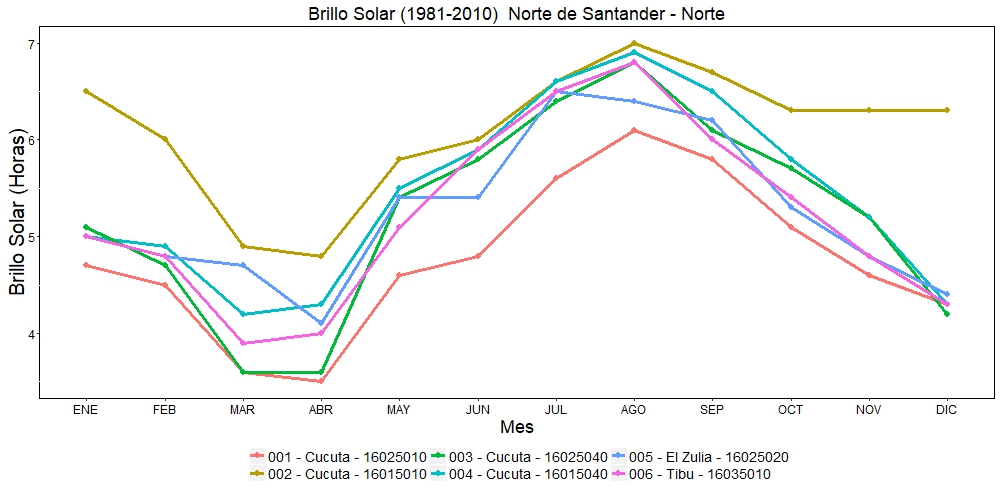 Brillo Solar (1981-2010)  Norte de Santander - Norte
Brillo Solar (Horas)
7
6
5
4
ENE FEB MAR ABR MAY JUN JUL AGO SEP OCT NOV DIC
Mes
001 - Cucuta - 16025010 003 - Cucuta - 16025040 005 - El Zulia - 16025020
002 - Cucuta - 16015010 004 - Cucuta - 16015040 006 - Tibu - 16035010